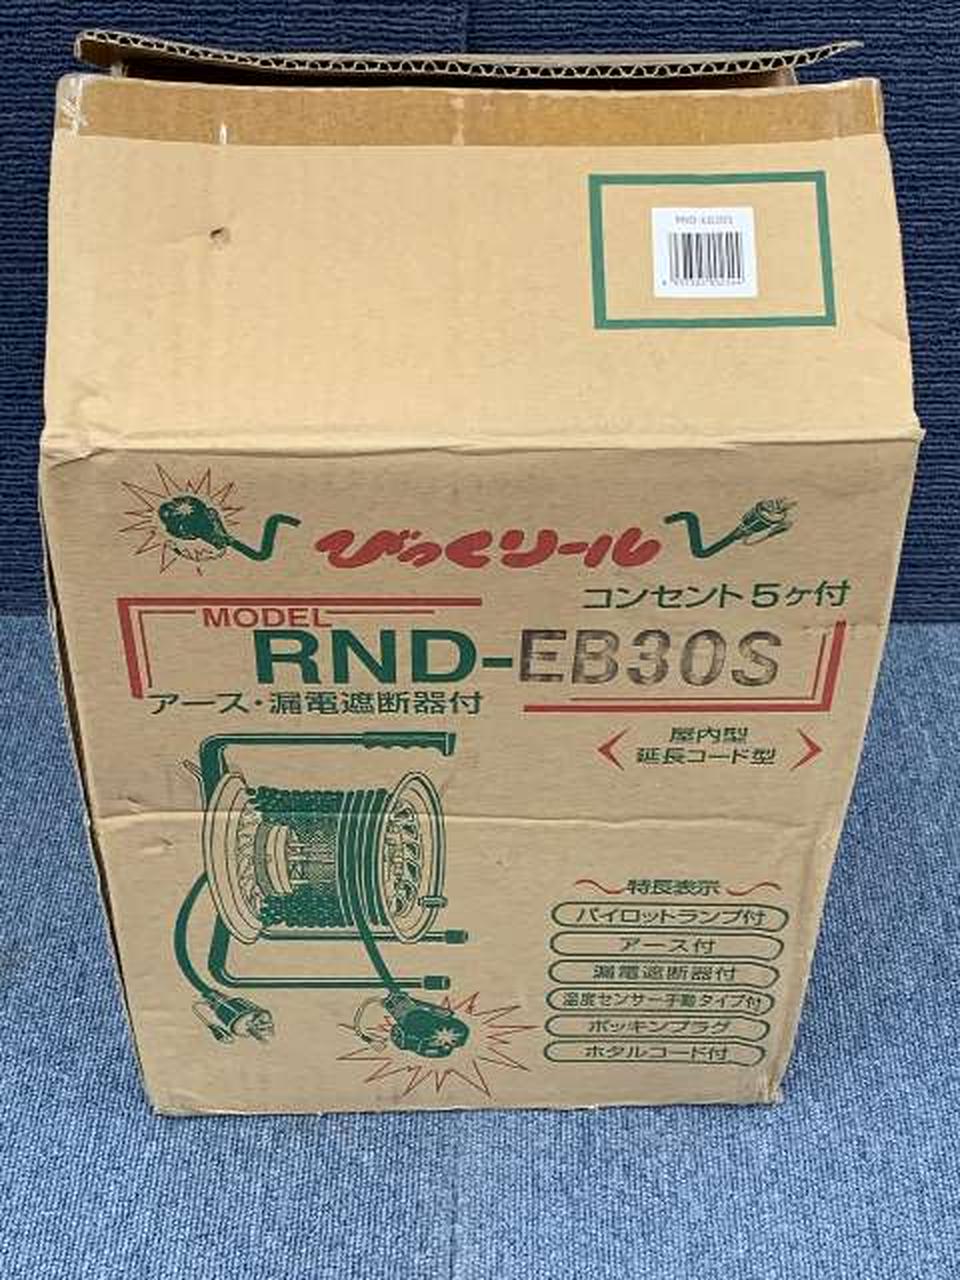 びっくリール
コンセント5ヶ付
MODEL
RND-EB30S
アース・漏電遮断器付
屋内型
延長コード型
特長表示
パイロットランプ付
アース付
漏電遮断器付
温度センサー手動タイプ付
ポッキンプラグ
ホタルコード付